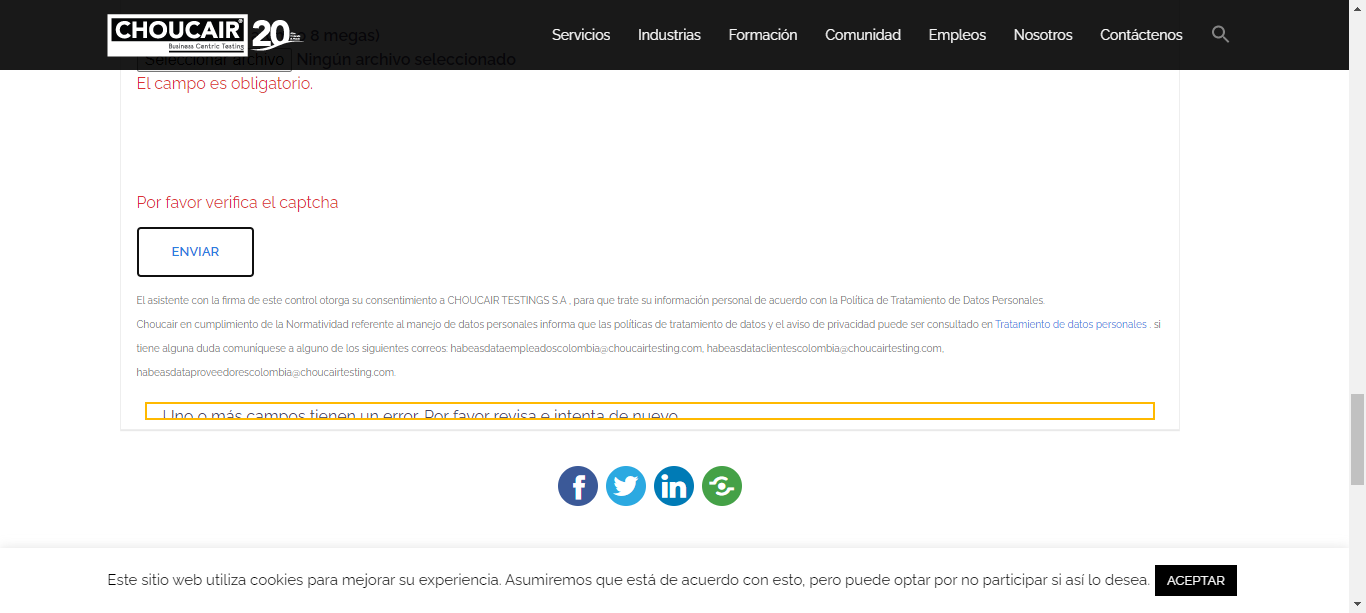 CHOUCAIR 20
Business Centric Testing
Servicios Industrias Formación Comunidad Empleos Nosotros Contáctenos
8 megas)
Seleccionar archivo Ningún archivo seleccionado
El campo es obligatorio.
Por favor verifica el captcha
ENVIAR
El asistente con la firma de este control otorga su consentimiento a CHOUCAIR TESTINGS S.A , para que trate su información personal de acuerdo con la Política de Tratamiento de Datos Personales.
Choucair en cumplimiento de la Normatividad referente al manejo de datos personales informa que las políticas de tratamiento de datos y el aviso de privacidad puede ser consultado en Tratamiento de datos personales . si
tiene alguna duda comuníquese a alguno de los siguientes correos: habeasdataempleadoscolombia@choucairtesting.com, habeasdataclientescolombia@choucairtesting.com,
habeasdataproveedorescolombia@choucairtesting.com.
Uno o más campos tienen un error. Por favor revisa e intenta de nuevo.
Este sitio web utiliza cookies para mejorar su experiencia. Asumiremos que está de acuerdo con esto, pero puede optar por no participar si así lo desea. ACEPTAR